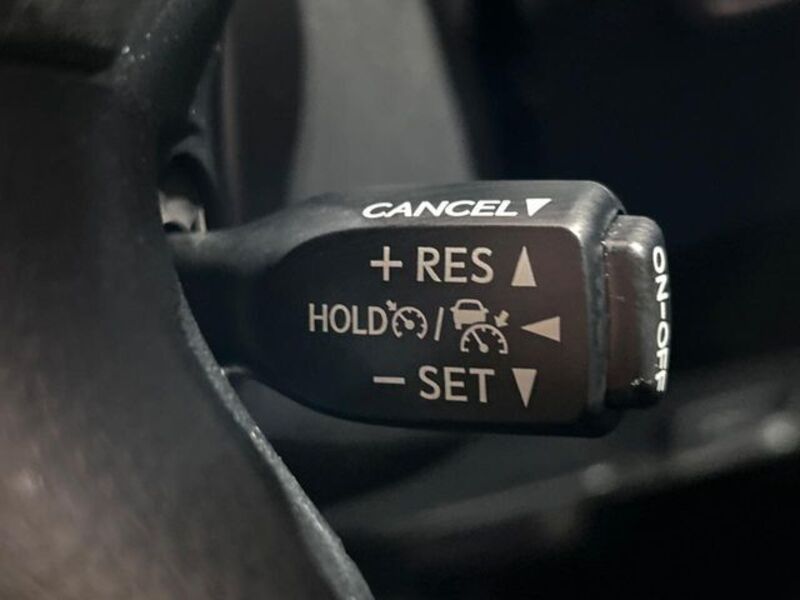 CANCEL▼
+ RES ▲
HOLD / ◀
− SET ▼
ON-OFF